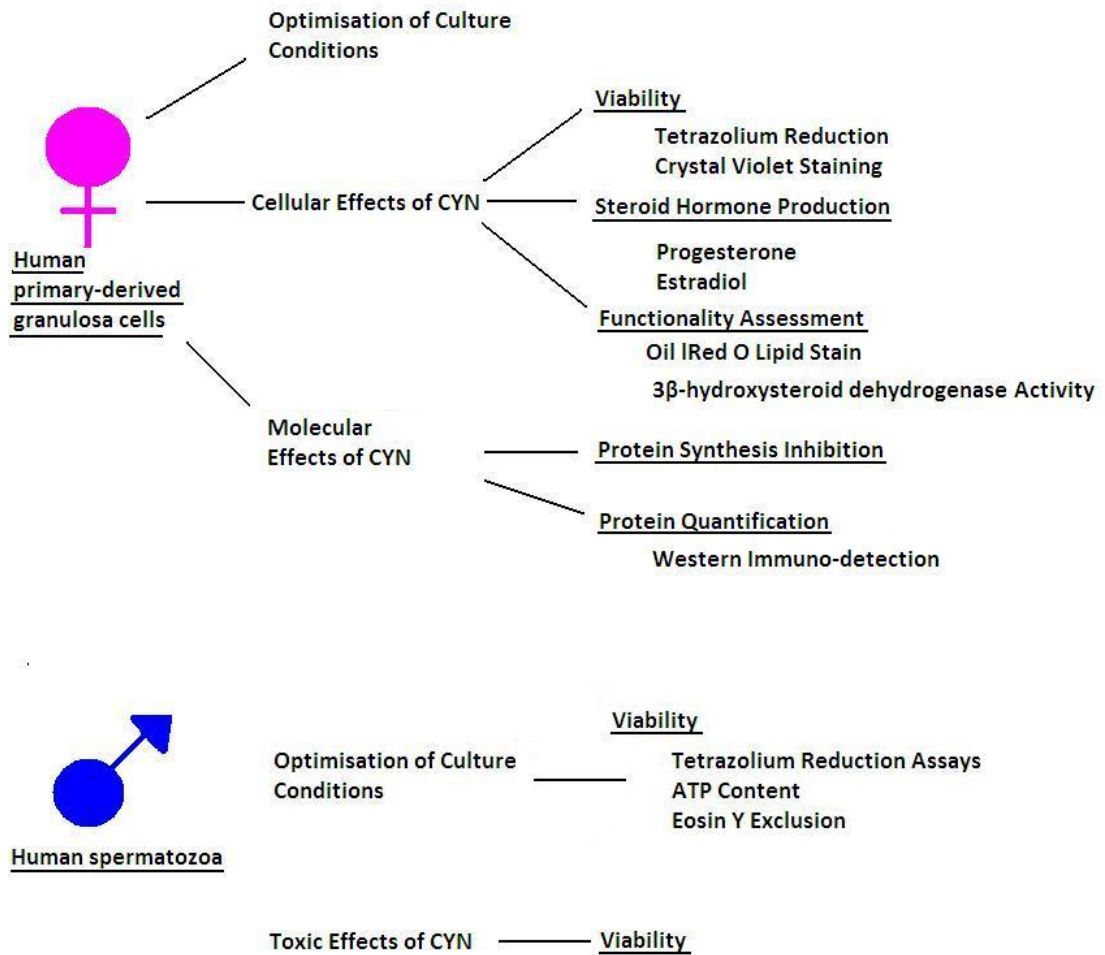 Optimisation of Culture
Conditions
Viability
Tetrazolium Reduction
Crystal Violet Staining
Cellular Effects of CYN
Steroid Hormone Production
Progesterone
Estradiol
Human
primary-derived
granulosa cells
Functionality Assessment
Oil lRed O Lipid Stain
3β-hydroxysteroid dehydrogenase Activity
Molecular
Effects of CYN
Protein Synthesis Inhibition
Protein Quantification
Western Immuno-detection
Viability
Optimisation of Culture
Conditions
Tetrazolium Reduction Assays
ATP Content
Eosin Y Exclusion
Human spermatozoa
Toxic Effects of CYN
Viability